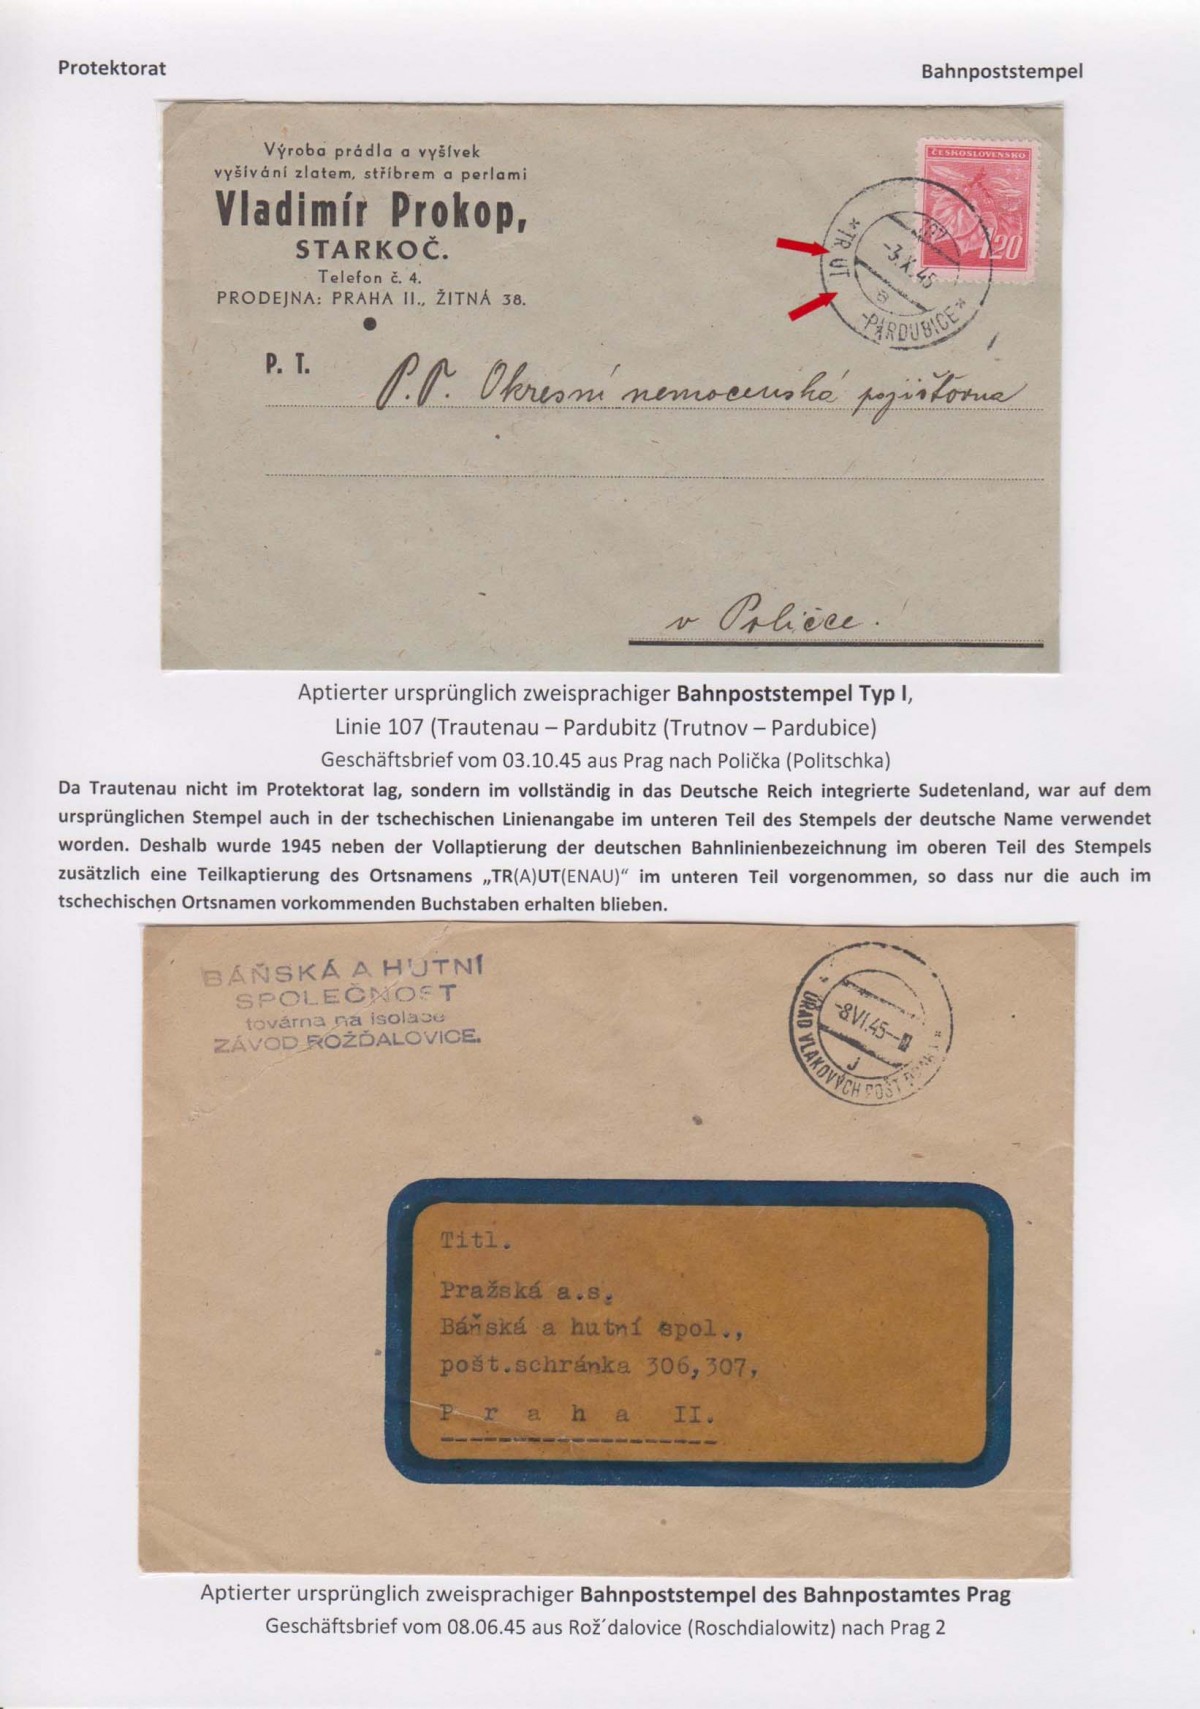 Protektorat
Bahnpoststempel
Výroba prádla a vyšívek
vyšívání zlatem, stříbrem a perlami
Vladimír Prokop,
STARKOČ.
Telefon č. 4.
PRODEJNA: PRAHA II., ŽITNÁ 38.
ČESKOSLOVENSKO
1.20
*TR UT
107
-3.X.45
a
-PARDUBICE*
P. T.
P.T. Okresní nemocenská pojišťovna
v Poličce.
Aptierter ursprünglich zweisprachiger Bahnpoststempel Typ I,
Linie 107 (Trautenau – Pardubitz (Trutnov – Pardubice)
Geschäftsbrief vom 03.10.45 aus Prag nach Polička (Politschka)
Da Trautenau nicht im Protektorat lag, sondern im vollständig in das Deutsche Reich integrierte Sudetenland, war auf dem
ursprünglichen Stempel auch in der tschechischen Linienangabe im unteren Teil des Stempels der deutsche Name verwendet
worden. Deshalb wurde 1945 neben der Vollaptierung der deutschen Bahnlinienbezeichnung im oberen Teil des Stempels
zusätzlich eine Teilkaptierung des Ortsnamens „TR(A)UT(ENAU)“ im unteren Teil vorgenommen, so dass nur die auch im
tschechischen Ortsnamen vorkommenden Buchstaben erhalten blieben.
BÁŇSKÁ A HUTNÍ
SPOLEČNOST
továrna na isolace
ZÁVOD ROŽĎALOVICE.
-8.VI.45-
J
ÚŘAD VLAKOVÝCH POŠT PRAHA *
Titl.
Pražská a.s.
Báňská a hutní spol.,
pošt.schránka 306,307,
P r a h a II.
Aptierter ursprünglich zweisprachiger Bahnpoststempel des Bahnpostamtes Prag
Geschäftsbrief vom 08.06.45 aus Rož´dalovice (Roschdialowitz) nach Prag 2